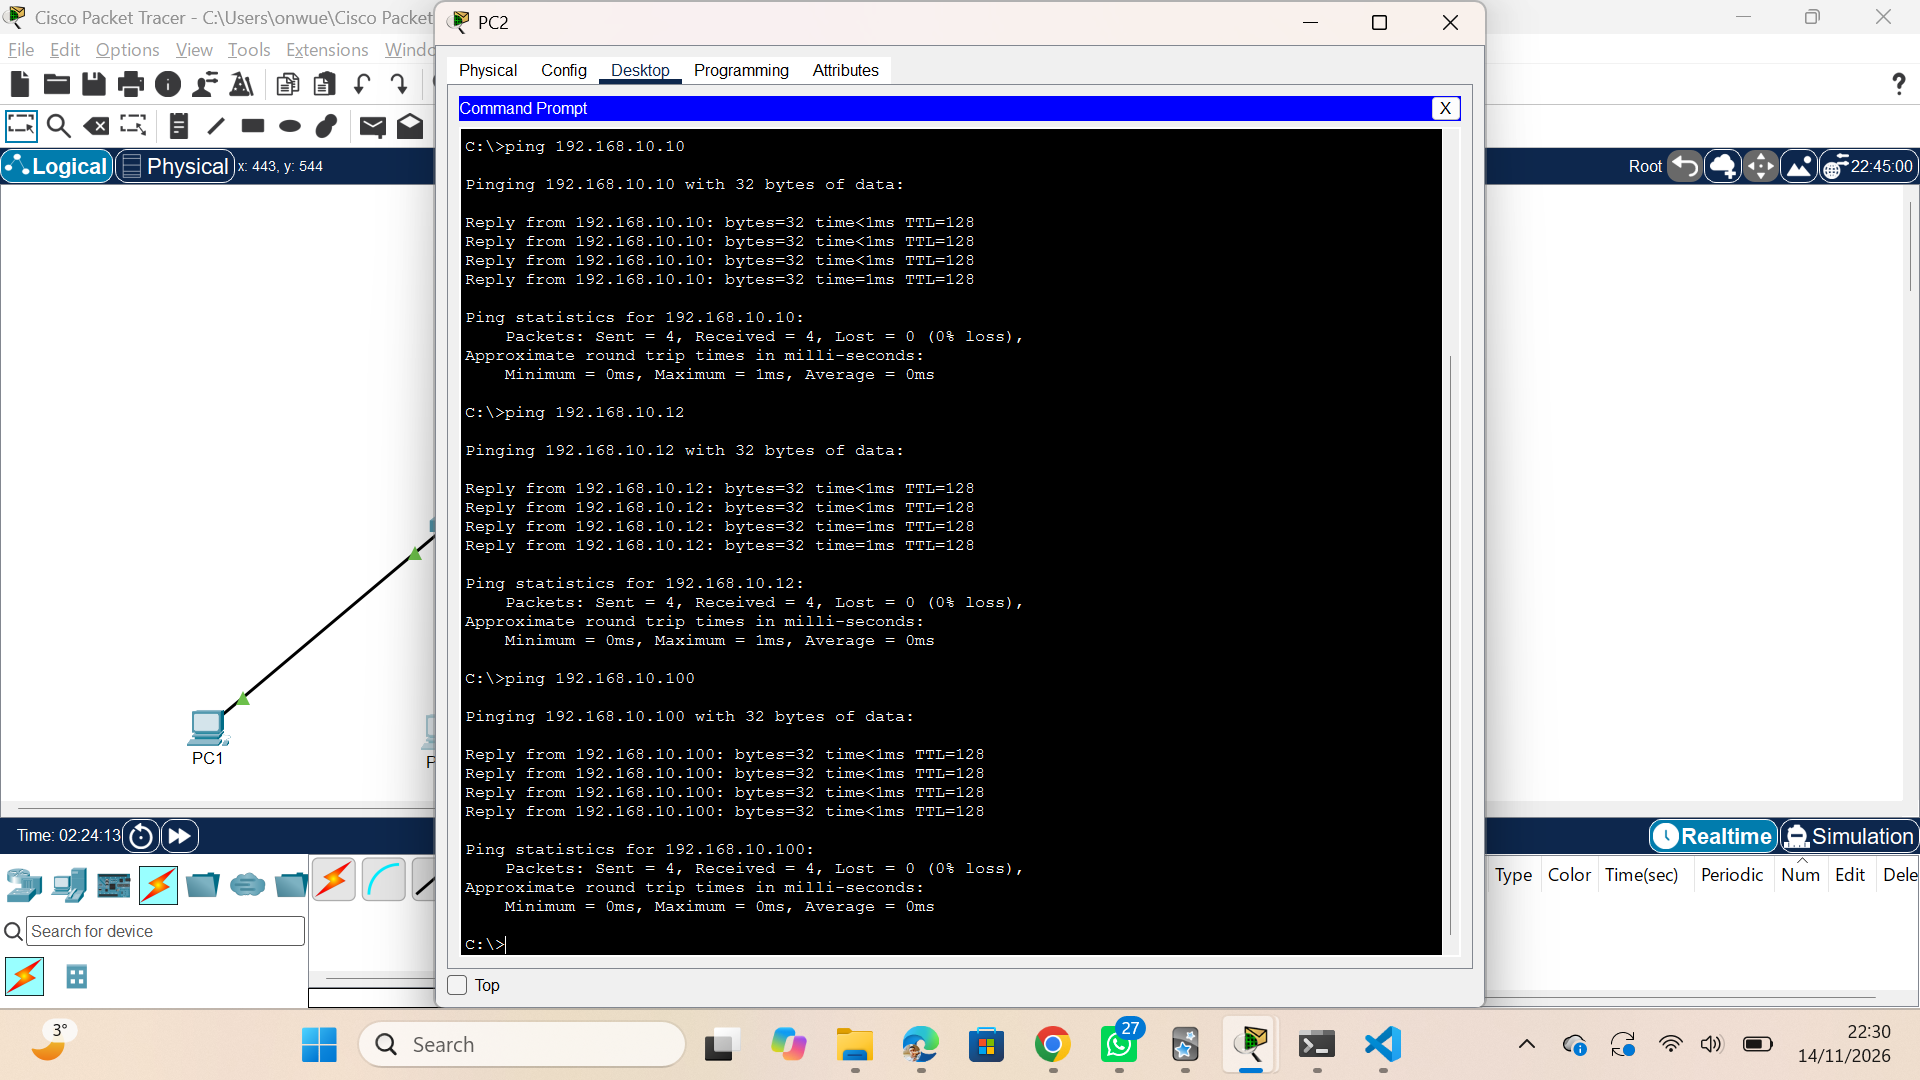 Cisco Packet Tracer - C:\Users\onwue\Cisco Packet
PC2
File Edit Options View Tools Extensions
Physical Config Desktop Programming Attributes
Command Prompt
X
Logical
Physical
x: 443, y: 544
Root
22:45:00
C:\>ping 192.168.10.10
Pinging 192.168.10.10 with 32 bytes of data:
Reply from 192.168.10.10: bytes=32 time<1ms TTL=128
Reply from 192.168.10.10: bytes=32 time<1ms TTL=128
Reply from 192.168.10.10: bytes=32 time<1ms TTL=128
Reply from 192.168.10.10: bytes=32 time=1ms TTL=128
Ping statistics for 192.168.10.10:
Packets: Sent = 4, Received = 4, Lost = 0 (0% loss),
Approximate round trip times in milli-seconds:
Minimum = 0ms, Maximum = 1ms, Average = 0ms
C:\>ping 192.168.10.12
Pinging 192.168.10.12 with 32 bytes of data:
Reply from 192.168.10.12: bytes=32 time<1ms TTL=128
Reply from 192.168.10.12: bytes=32 time<1ms TTL=128
Reply from 192.168.10.12: bytes=32 time=1ms TTL=128
Reply from 192.168.10.12: bytes=32 time=1ms TTL=128
Ping statistics for 192.168.10.12:
Packets: Sent = 4, Received = 4, Lost = 0 (0% loss),
Approximate round trip times in milli-seconds:
Minimum = 0ms, Maximum = 1ms, Average = 0ms
C:\>ping 192.168.10.100
Pinging 192.168.10.100 with 32 bytes of data:
Reply from 192.168.10.100: bytes=32 time<1ms TTL=128
Reply from 192.168.10.100: bytes=32 time<1ms TTL=128
Reply from 192.168.10.100: bytes=32 time<1ms TTL=128
Reply from 192.168.10.100: bytes=32 time<1ms TTL=128
Ping statistics for 192.168.10.100:
Packets: Sent = 4, Received = 4, Lost = 0 (0% loss),
Approximate round trip times in milli-seconds:
Minimum = 0ms, Maximum = 0ms, Average = 0ms
C:\>
Top
PC1
Time: 02:24:13
Realtime
Simulation
Type Color Time(sec) Periodic Num Edit
Search for device
3°
Search
27
22:30
14/11/2026